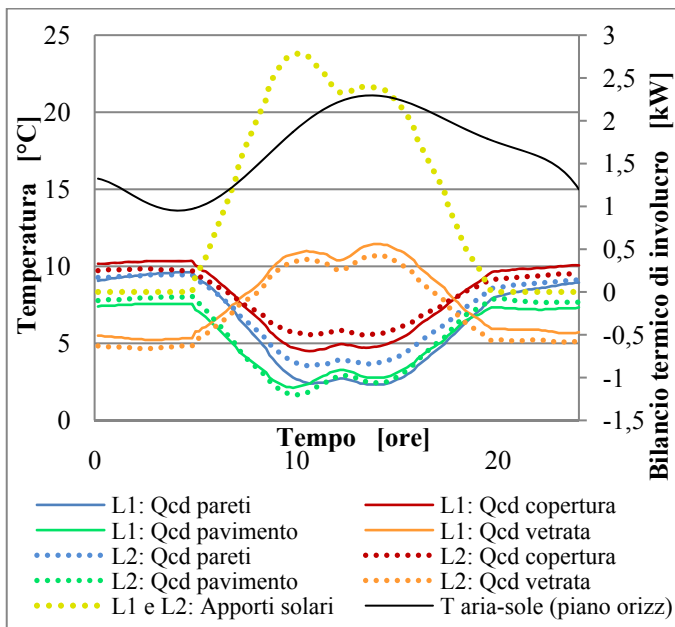 25
20
15
10
5
0
Temperatura [°C]
3
2,5
2
1,5
1
0,5
0
-0,5
-1
-1,5
Bilancio termico di involucro [kW]
Tempo [ore]
0
10
20
L1: Qcd pareti
L1: Qcd copertura
L1: Qcd pavimento
L1: Qcd vetrata
L2: Qcd pareti
L2: Qcd copertura
L2: Qcd pavimento
L2: Qcd vetrata
L1 e L2: Apporti solari
T aria-sole (piano orizz)